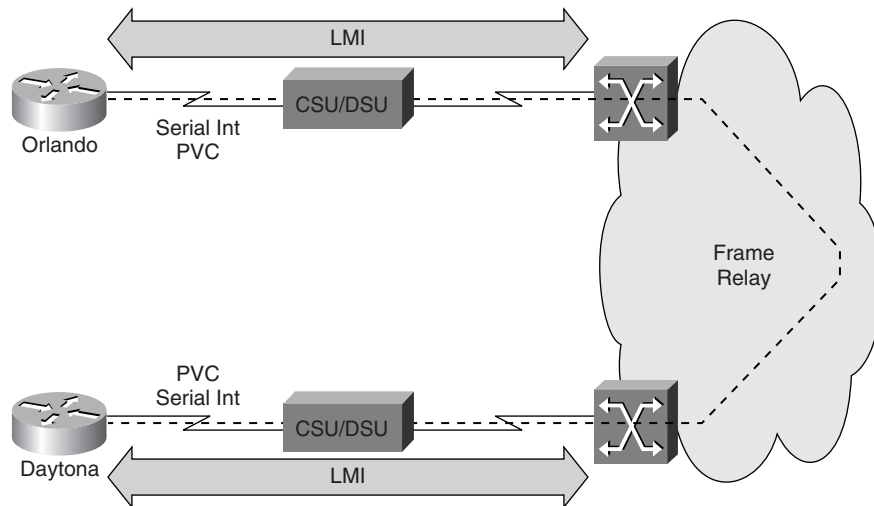 LMI
CSU/DSU
Serial Int
PVC
Orlando
Frame
Relay
PVC
Serial Int
CSU/DSU
Daytona
LMI